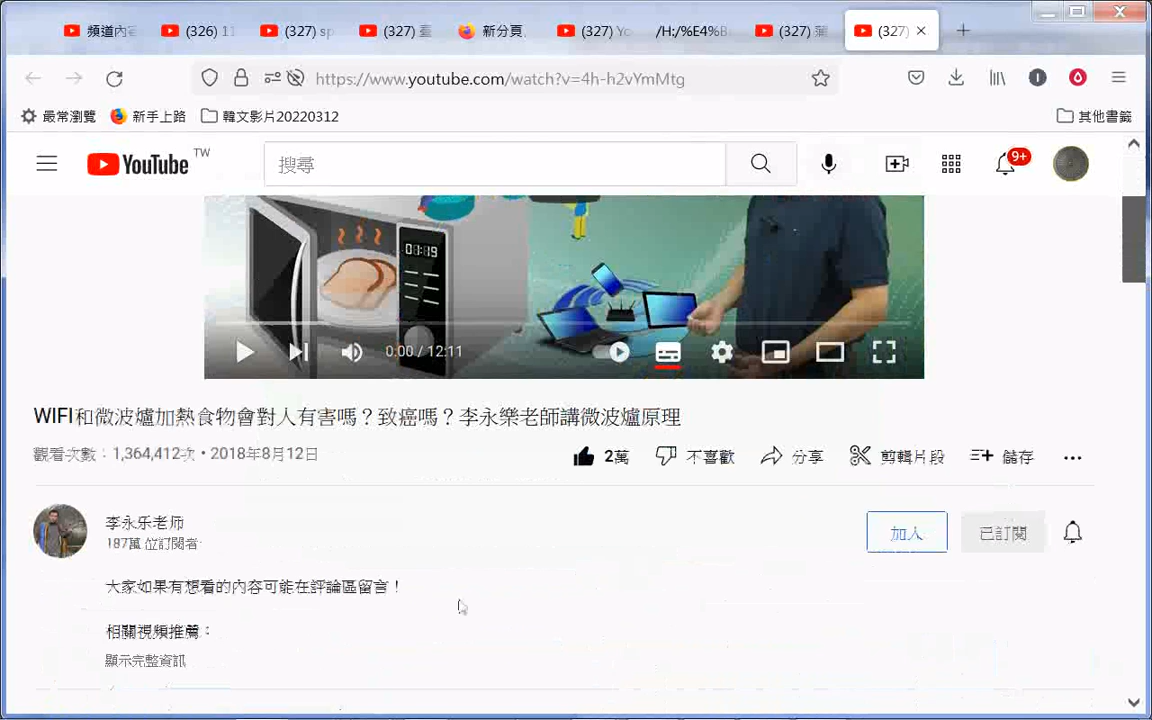 頻道內容
(326) 11
(327) sp
(327) 臺
新分頁
(327) Yo
/H:/%E4%B
(327)
(327)
https://www.youtube.com/watch?v=4h-h2vYmMtg
最常瀏覽
新手上路
韓文影片20220312
其他書籤
YouTube TW
搜尋
9+
00:19
0:00 / 12:11
WIFI和微波爐加熱食物會對人有害嗎？致癌嗎？李永樂老師講微波爐原理
觀看次數：1,364,412次 • 2018年8月12日
2萬
不喜歡
分享
剪輯片段
儲存
李永乐老师
187萬 位訂閱者
加入
已訂閱
大家如果有想看的內容可能在評論區留言！
相關視頻推薦：
顯示完整資訊